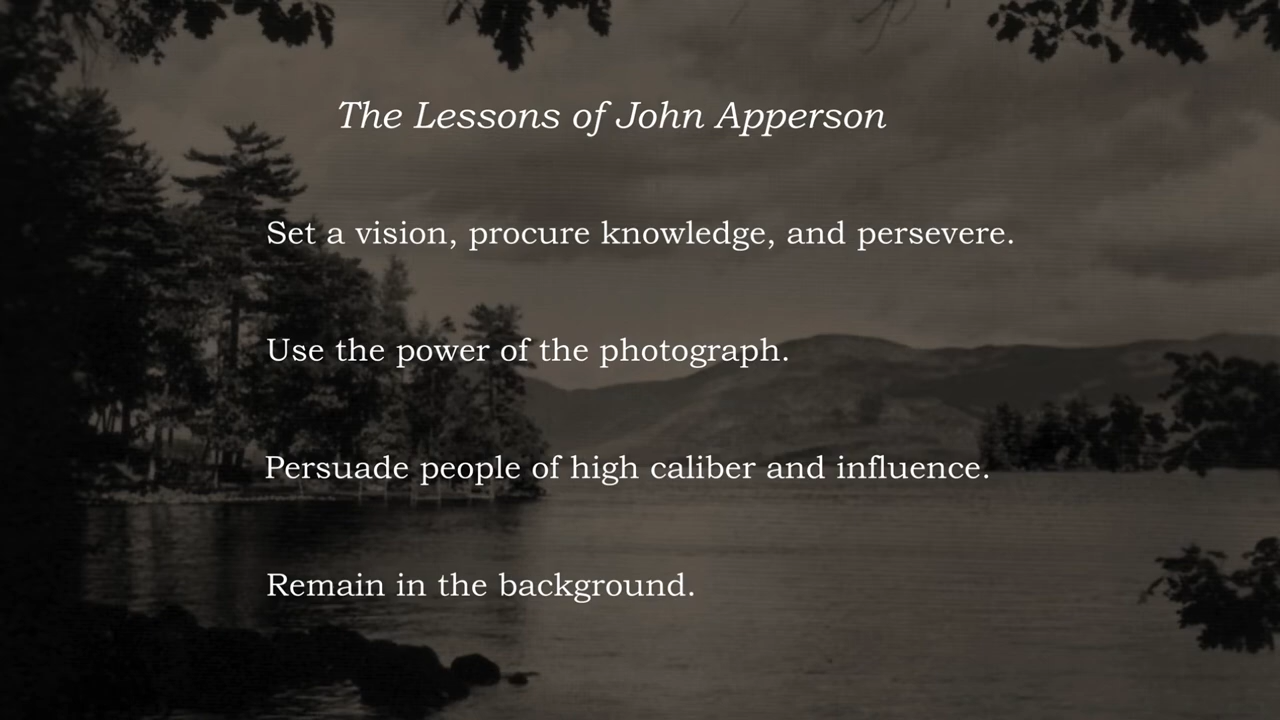 The Lessons of John Apperson
Set a vision, procure knowledge, and persevere.
Use the power of the photograph.
Persuade people of high caliber and influence.
Remain in the background.